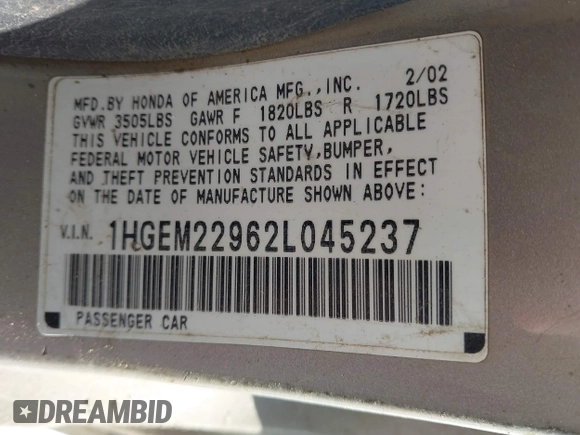 MFD.BY HONDA OF AMERICA MFG.,INC. 2/02
GVWR 3505LBS GAWR F 1820LBS R 1720LBS
THIS VEHICLE CONFORMS TO ALL APPLICABLE
FEDERAL MOTOR VEHICLE SAFETY,BUMPER,
AND THEFT PREVENTION STANDARDS IN EFFECT
ON THE DATE OF MANUFACTURE SHOWN ABOVE:
V.I.N. 1HGEM22962L045237
PASSENGER CAR
DREAMBID